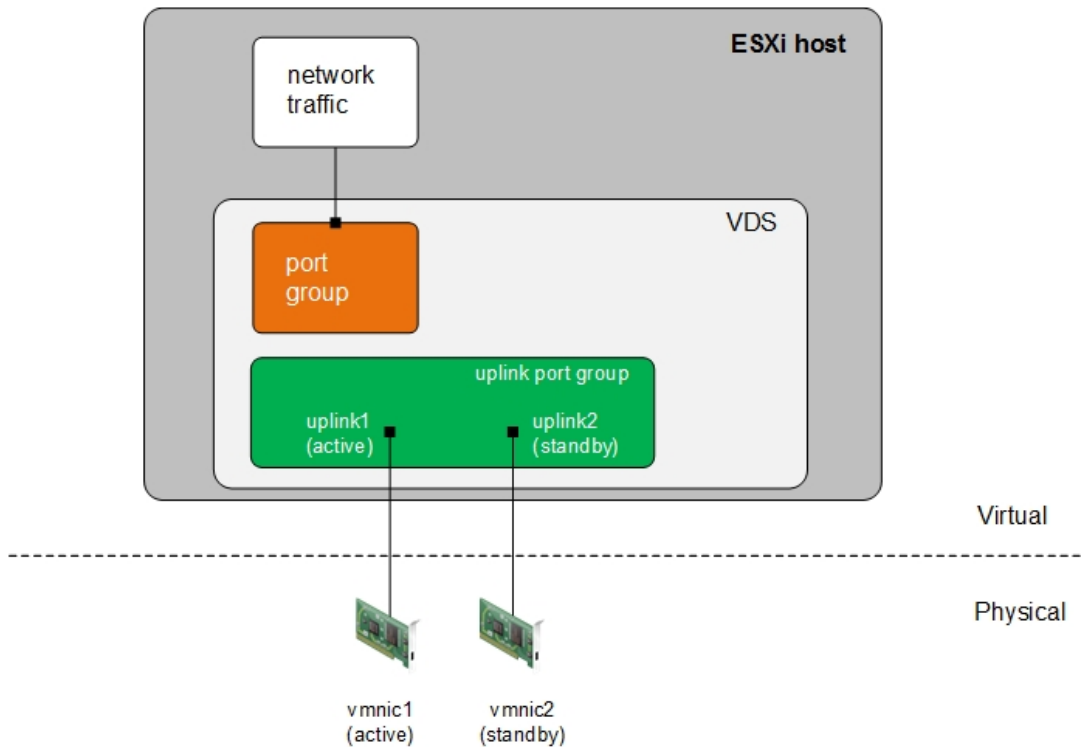 ESXi host
network
traffic
VDS
port
group
uplink port group
uplink1
(active)
uplink2
(standby)
Virtual
Physical
vmnic1
(active)
vmnic2
(standby)